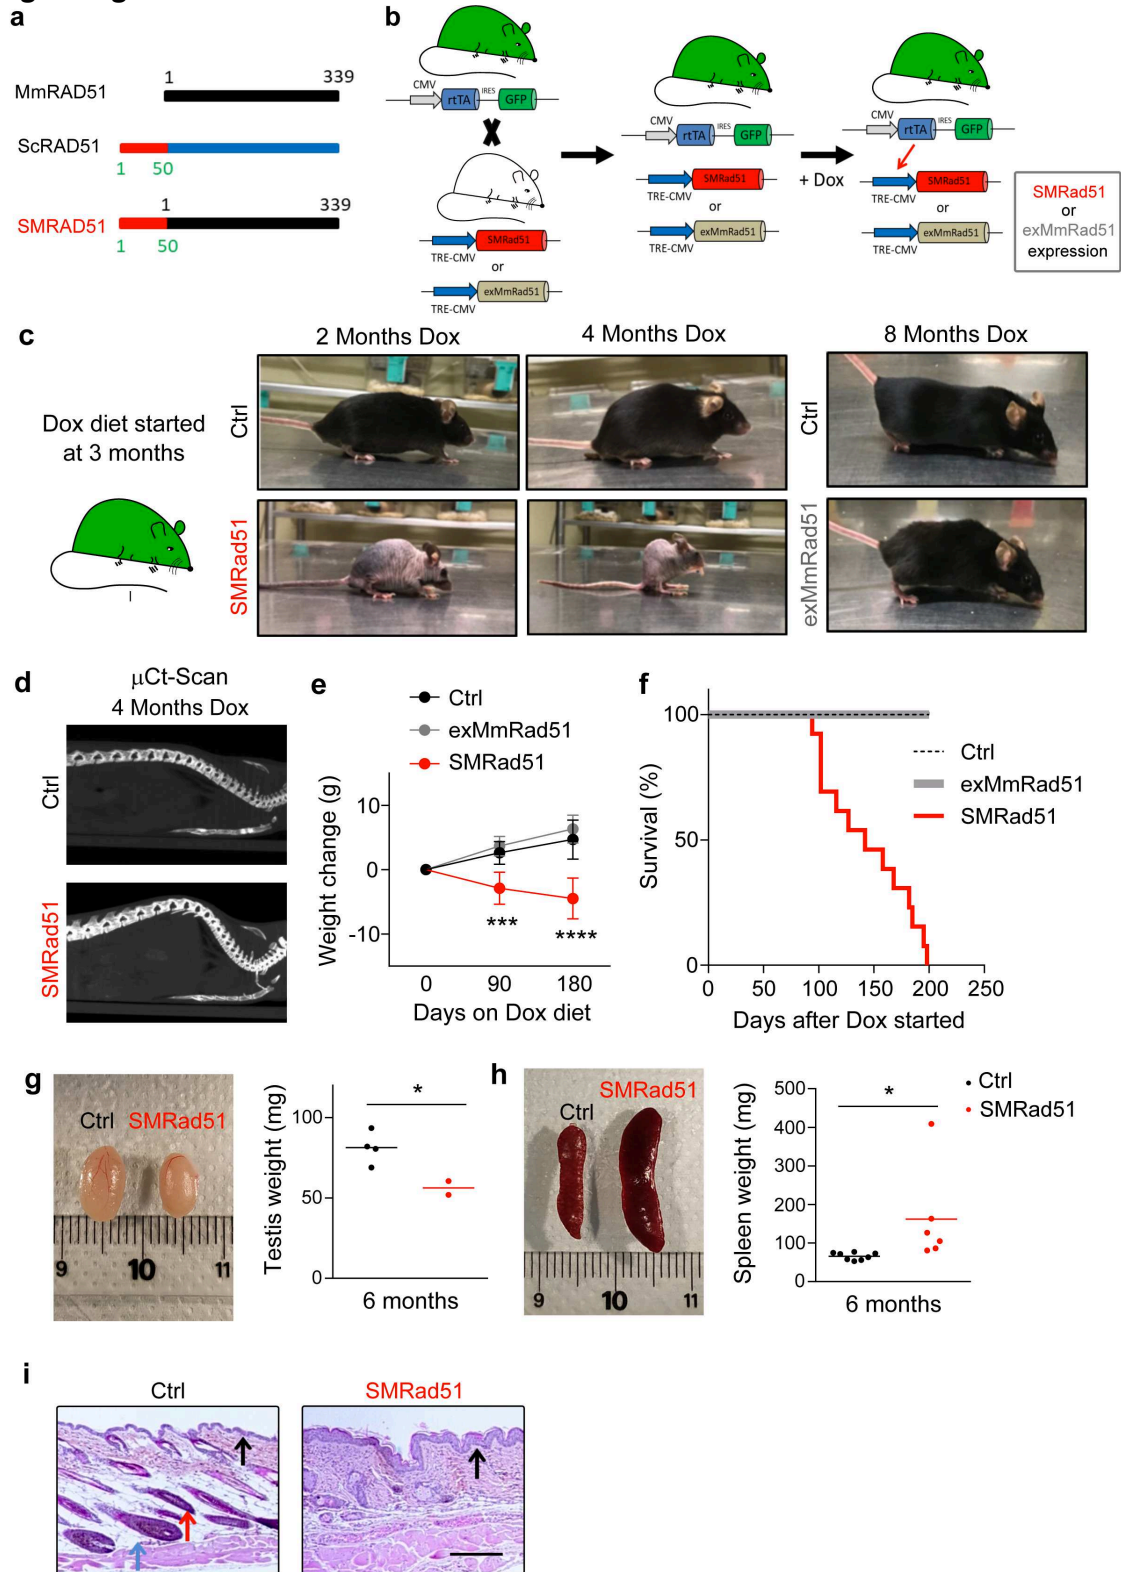 a
MmRAD51
1
339
ScRAD51
1
50
SMRAD51
1
339
1
50
b
CMV
rtTA
IRES
GFP
SMRad51
TRE-CMV
or
exMmRad51
TRE-CMV
CMV
rtTA
IRES
GFP
SMRad51
TRE-CMV
or
exMmRad51
TRE-CMV
+ Dox
CMV
rtTA
IRES
GFP
SMRad51
TRE-CMV
or
exMmRad51
TRE-CMV
SMRad51
or
exMmRad51
expression
c
2 Months Dox
4 Months Dox
8 Months Dox
Dox diet started
at 3 months
Ctrl
SMRad51
Ctrl
exMmRad51
d
μCt-Scan
4 Months Dox
Ctrl
SMRad51
e
Ctrl
exMmRad51
SMRad51
Weight change (g)
10
0
-10
***
****
0 90 180
Days on Dox diet
f
Survival (%)
100
50
0
Ctrl
exMmRad51
SMRad51
0 50 100 150 200 250
Days after Dox started
g
Ctrl SMRad51
9 10 11
Testis weight (mg)
100
50
0
*
6 months
h
SMRad51
Ctrl
9 10 11
Spleen weight (mg)
500
400
300
200
100
0
*
Ctrl
SMRad51
6 months
i
Ctrl
SMRad51